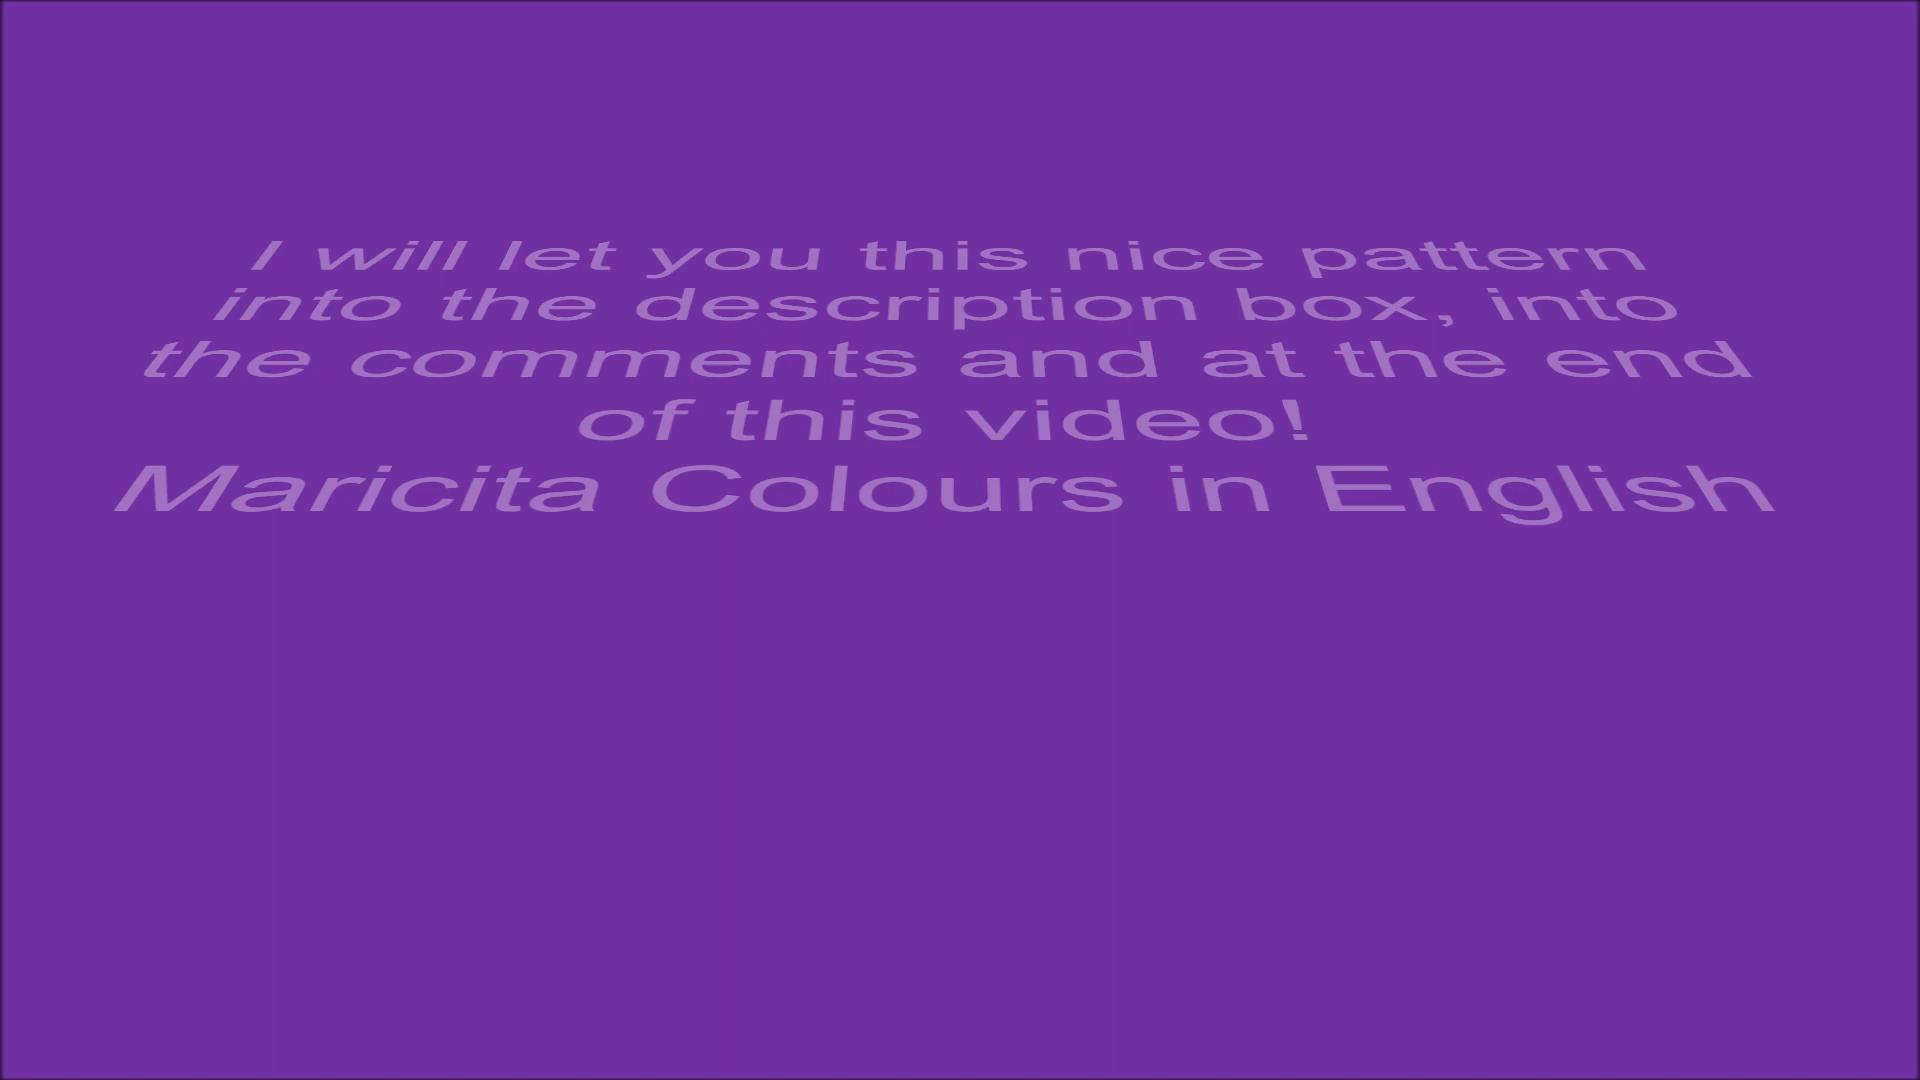 I will let you this nice pattern
into the description box, into
the comments and at the end
of this video!
Maricita Colours in English